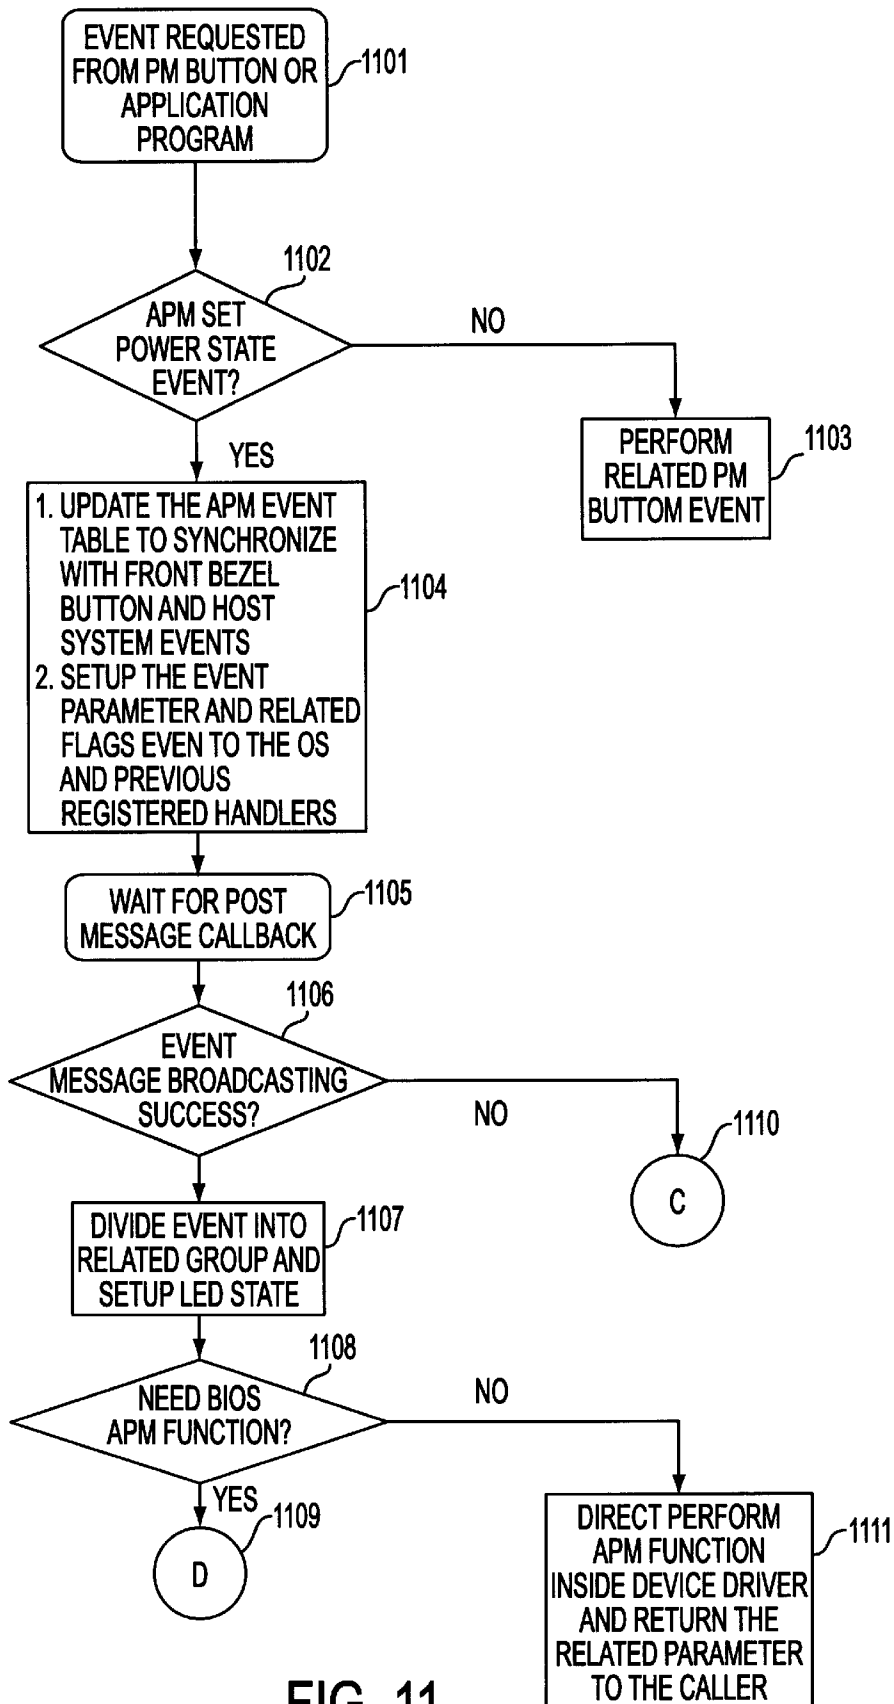 EVENT REQUESTED
FROM PM BUTTON OR
APPLICATION
PROGRAM
1101
1102
APM SET
POWER STATE
EVENT?
NO
YES
PERFORM
RELATED PM
BUTTOM EVENT
1103
1. UPDATE THE APM EVENT
TABLE TO SYNCHRONIZE
WITH FRONT BEZEL
BUTTON AND HOST
SYSTEM EVENTS
2. SETUP THE EVENT
PARAMETER AND RELATED
FLAGS EVEN TO THE OS
AND PREVIOUS
REGISTERED HANDLERS
1104
WAIT FOR POST
MESSAGE CALLBACK
1105
1106
EVENT
MESSAGE BROADCASTING
SUCCESS?
NO
1110
C
DIVIDE EVENT INTO
RELATED GROUP AND
SETUP LED STATE
1107
1108
NEED BIOS
APM FUNCTION?
NO
YES
1109
D
DIRECT PERFORM
APM FUNCTION
INSIDE DEVICE DRIVER
AND RETURN THE
RELATED PARAMETER
TO THE CALLER
1111
FIG. 11